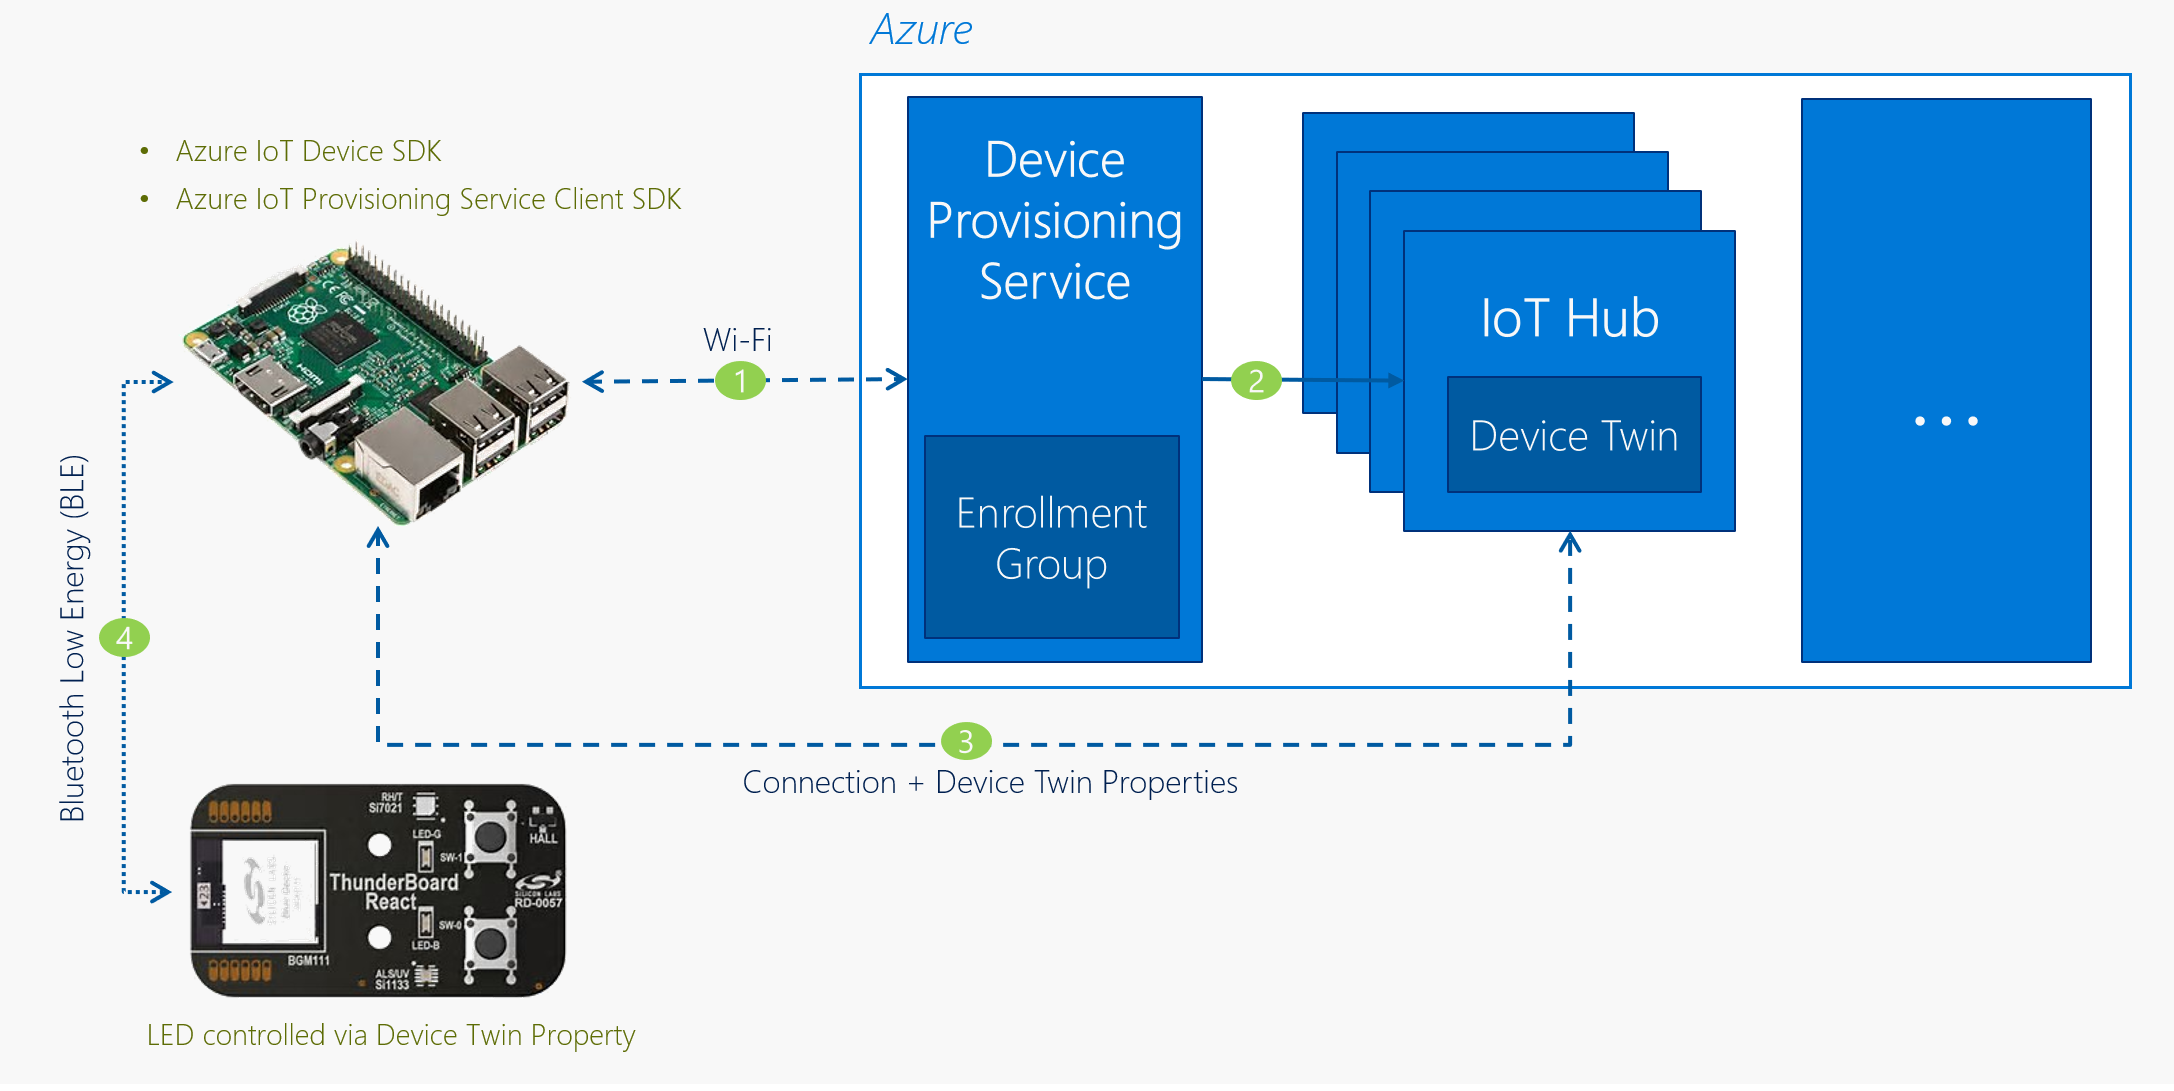 Azure
• Azure IoT Device SDK
• Azure IoT Provisioning Service Client SDK
Device
Provisioning
Service
Enrollment
Group
IoT Hub
Device Twin
...
Wi-Fi
1
2
3
Connection + Device Twin Properties
Bluetooth Low Energy (BLE)
4
HDMI
RH/T
Si7021
LED-G
SW-1
HALL
ThunderBoard
React
SILICON LABS
RD-0057
SW-0
LED-B
BGM111
ALS/UV
Si1133
LED controlled via Device Twin Property